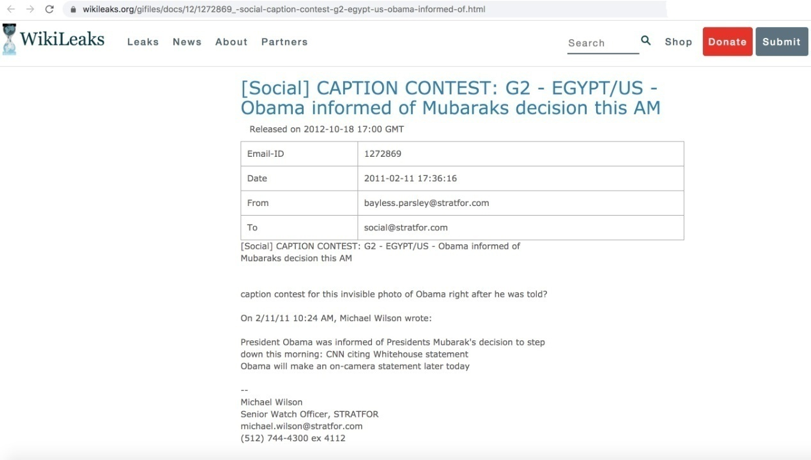 wikileaks.org/gifiles/docs/12/1272869_-social-caption-contest-g2-egypt-us-obama-informed-of.html
WikiLeaks Leaks News About Partners Search Shop Donate Submit
[Social] CAPTION CONTEST: G2 - EGYPT/US -
Obama informed of Mubaraks decision this AM
Released on 2012-10-18 17:00 GMT
Email-ID 1272869
Date 2011-02-11 17:36:16
From bayless.parsley@stratfor.com
To social@stratfor.com
[Social] CAPTION CONTEST: G2 - EGYPT/US - Obama informed of
Mubaraks decision this AM
caption contest for this invisible photo of Obama right after he was told?
On 2/11/11 10:24 AM, Michael Wilson wrote:
President Obama was informed of Presidents Mubarak's decision to step
down this morning: CNN citing Whitehouse statement
Obama will make an on-camera statement later today
--
Michael Wilson
Senior Watch Officer, STRATFOR
michael.wilson@stratfor.com
(512) 744-4300 ex 4112